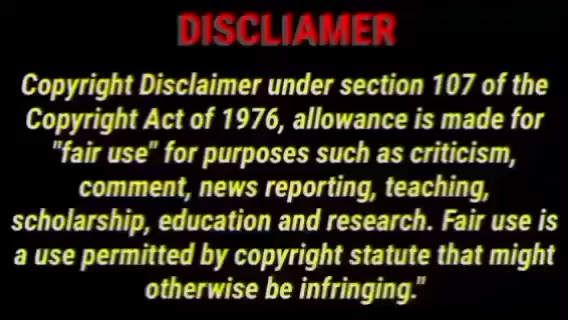 DISCLIAMER
Copyright Disclaimer under section 107 of the
Copyright Act of 1976, allowance is made for
"fair use" for purposes such as criticism,
comment, news reporting, teaching,
scholarship, education and research. Fair use is
a use permitted by copyright statute that might
otherwise be infringing."